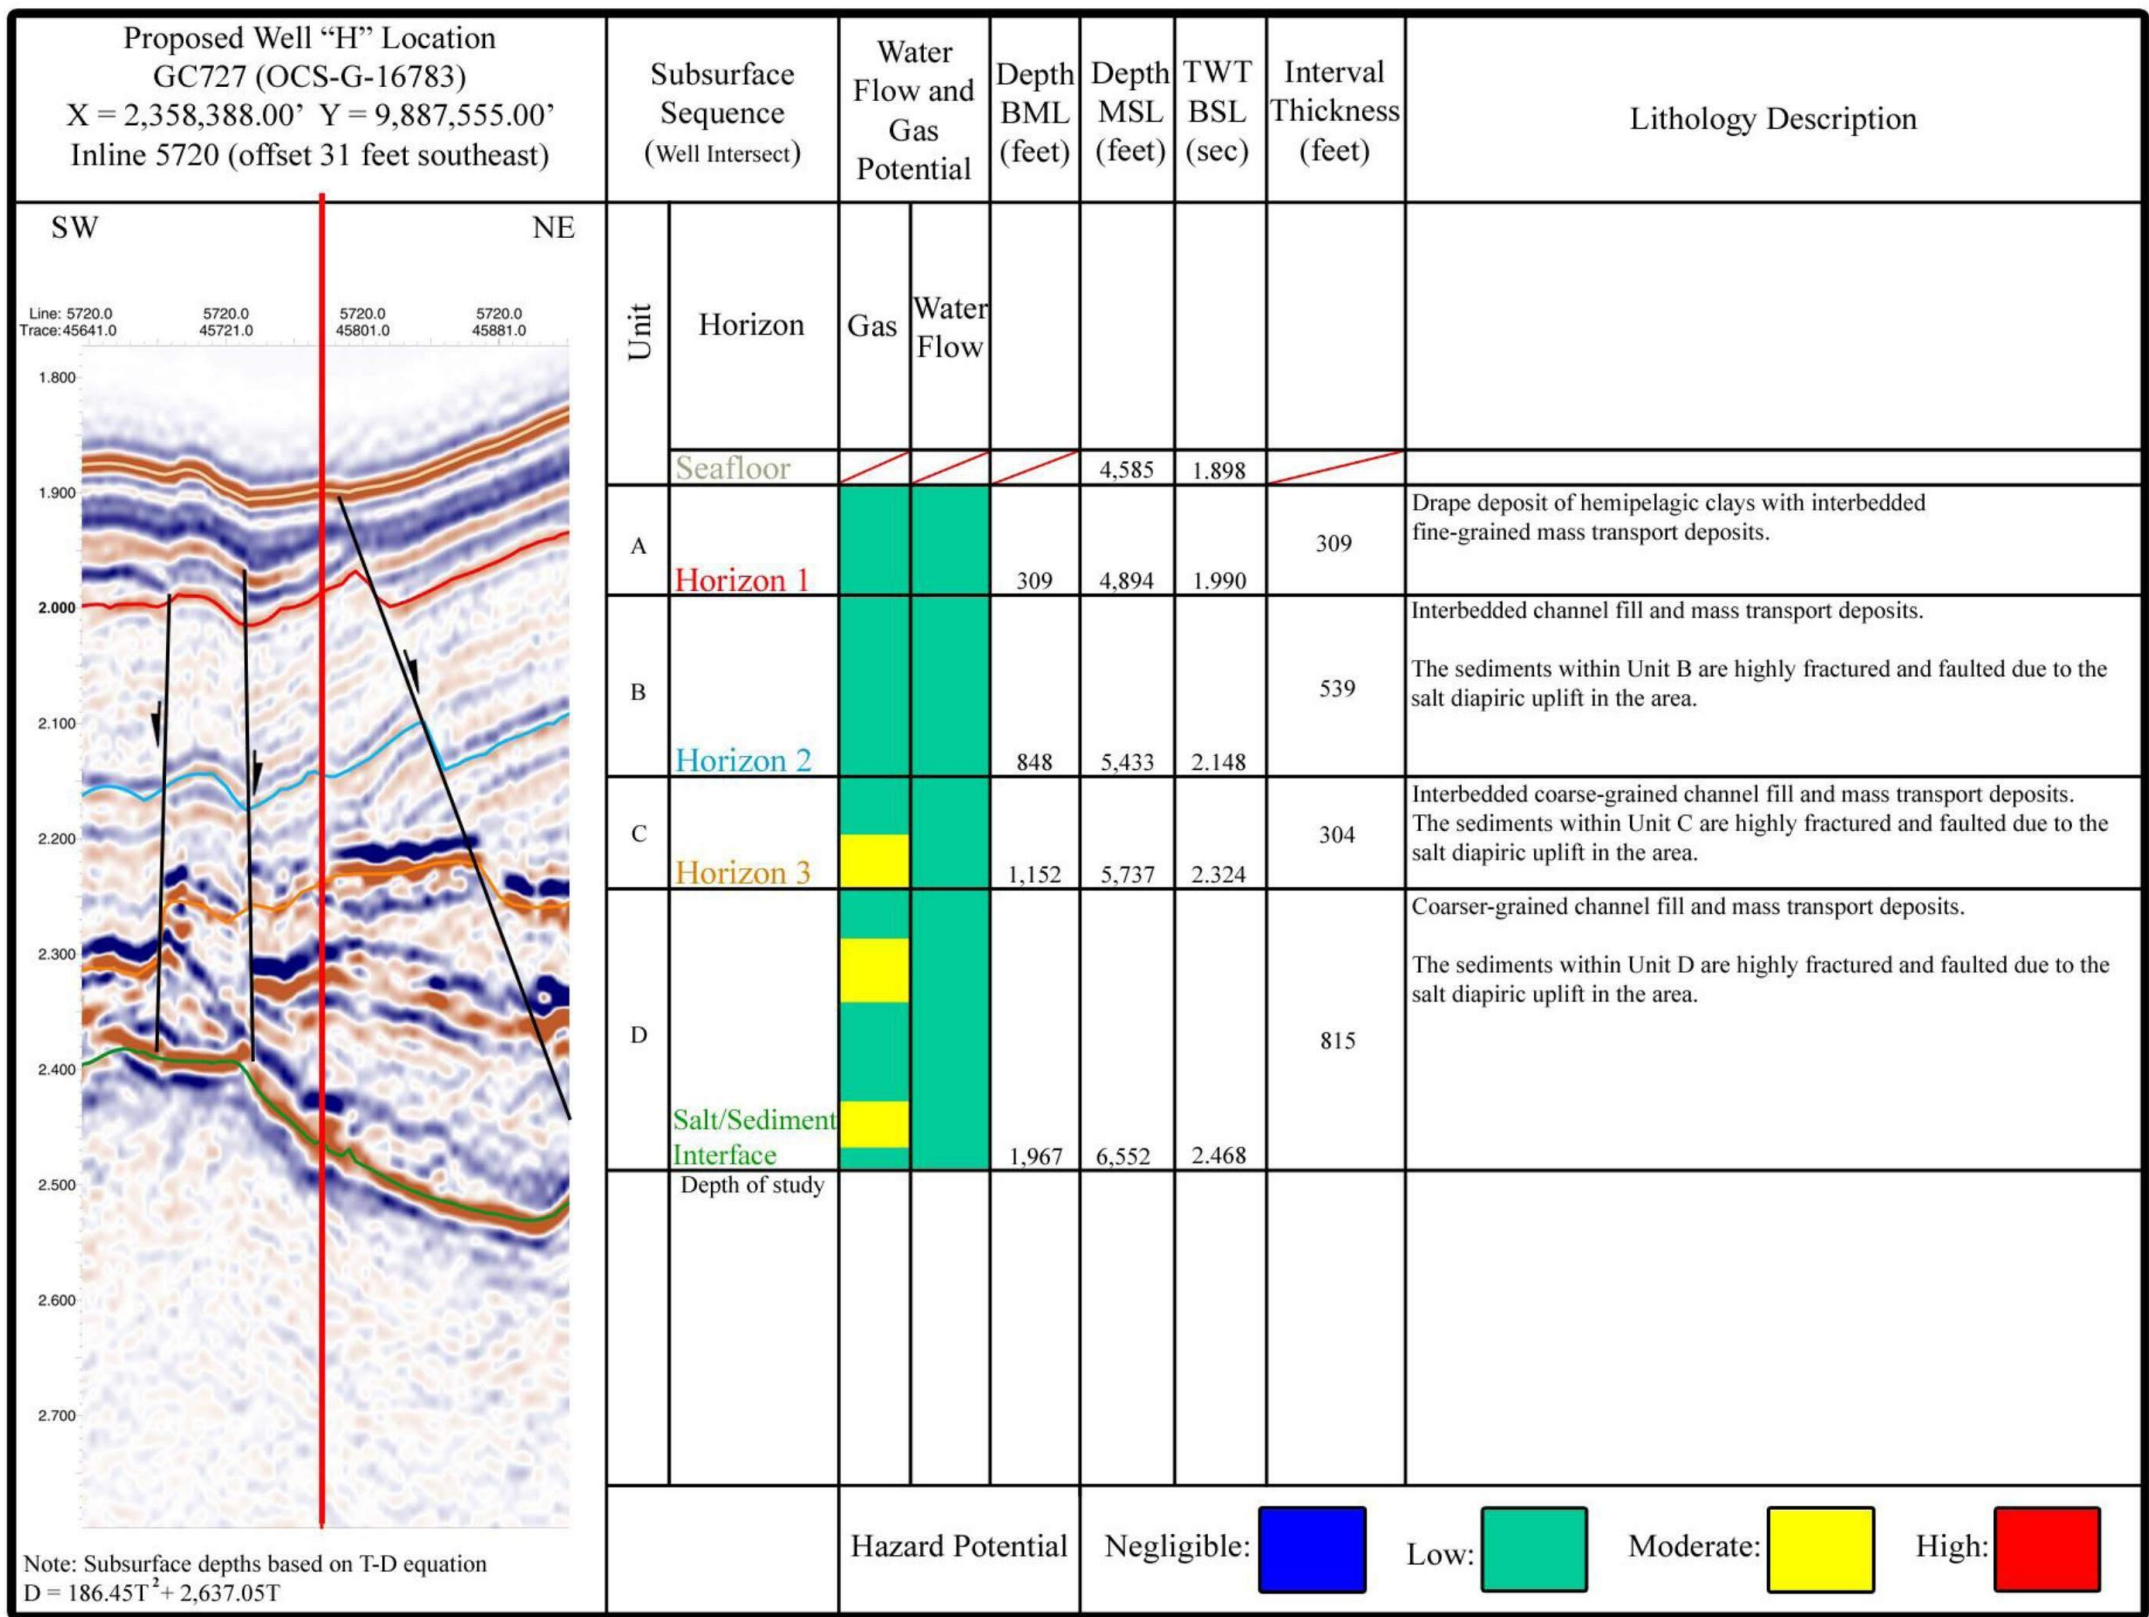 Proposed Well “H” Location
GC727 (OCS-G-16783)
X = 2,358,388.00’ Y = 9,887,555.00’
Inline 5720 (offset 31 feet southeast)
Subsurface
Sequence
(Well Intersect)
Water
Flow and
Gas
Potential
Depth
BML
(feet)
Depth
MSL
(feet)
TWT
BSL
(sec)
Interval
Thickness
(feet)
Lithology Description
SW
NE
Line: 5720.0 5720.0 5720.0 5720.0
Trace:45641.0 45721.0 45801.0 45881.0
1.800
1.900
2.000
2.100
2.200
2.300
2.400
2.500
2.600
2.700
Note: Subsurface depths based on T-D equation
D = 186.45T²+ 2,637.05T
Unit
Horizon
Gas
Water
Flow
Seafloor 4,585 1.898
A
Horizon 1 309 4,894 1.990
309
Drape deposit of hemipelagic clays with interbedded
fine-grained mass transport deposits.
B
Horizon 2 848 5,433 2.148
539
Interbedded channel fill and mass transport deposits.
The sediments within Unit B are highly fractured and faulted due to the
salt diapiric uplift in the area.
C
Horizon 3 1,152 5,737 2.324
304
Interbedded coarse-grained channel fill and mass transport deposits.
The sediments within Unit C are highly fractured and faulted due to the
salt diapiric uplift in the area.
D
Salt/Sediment
Interface 1,967 6,552 2.468
815
Coarser-grained channel fill and mass transport deposits.
The sediments within Unit D are highly fractured and faulted due to the
salt diapiric uplift in the area.
Depth of study
Hazard Potential
Negligible:
Low:
Moderate:
High: